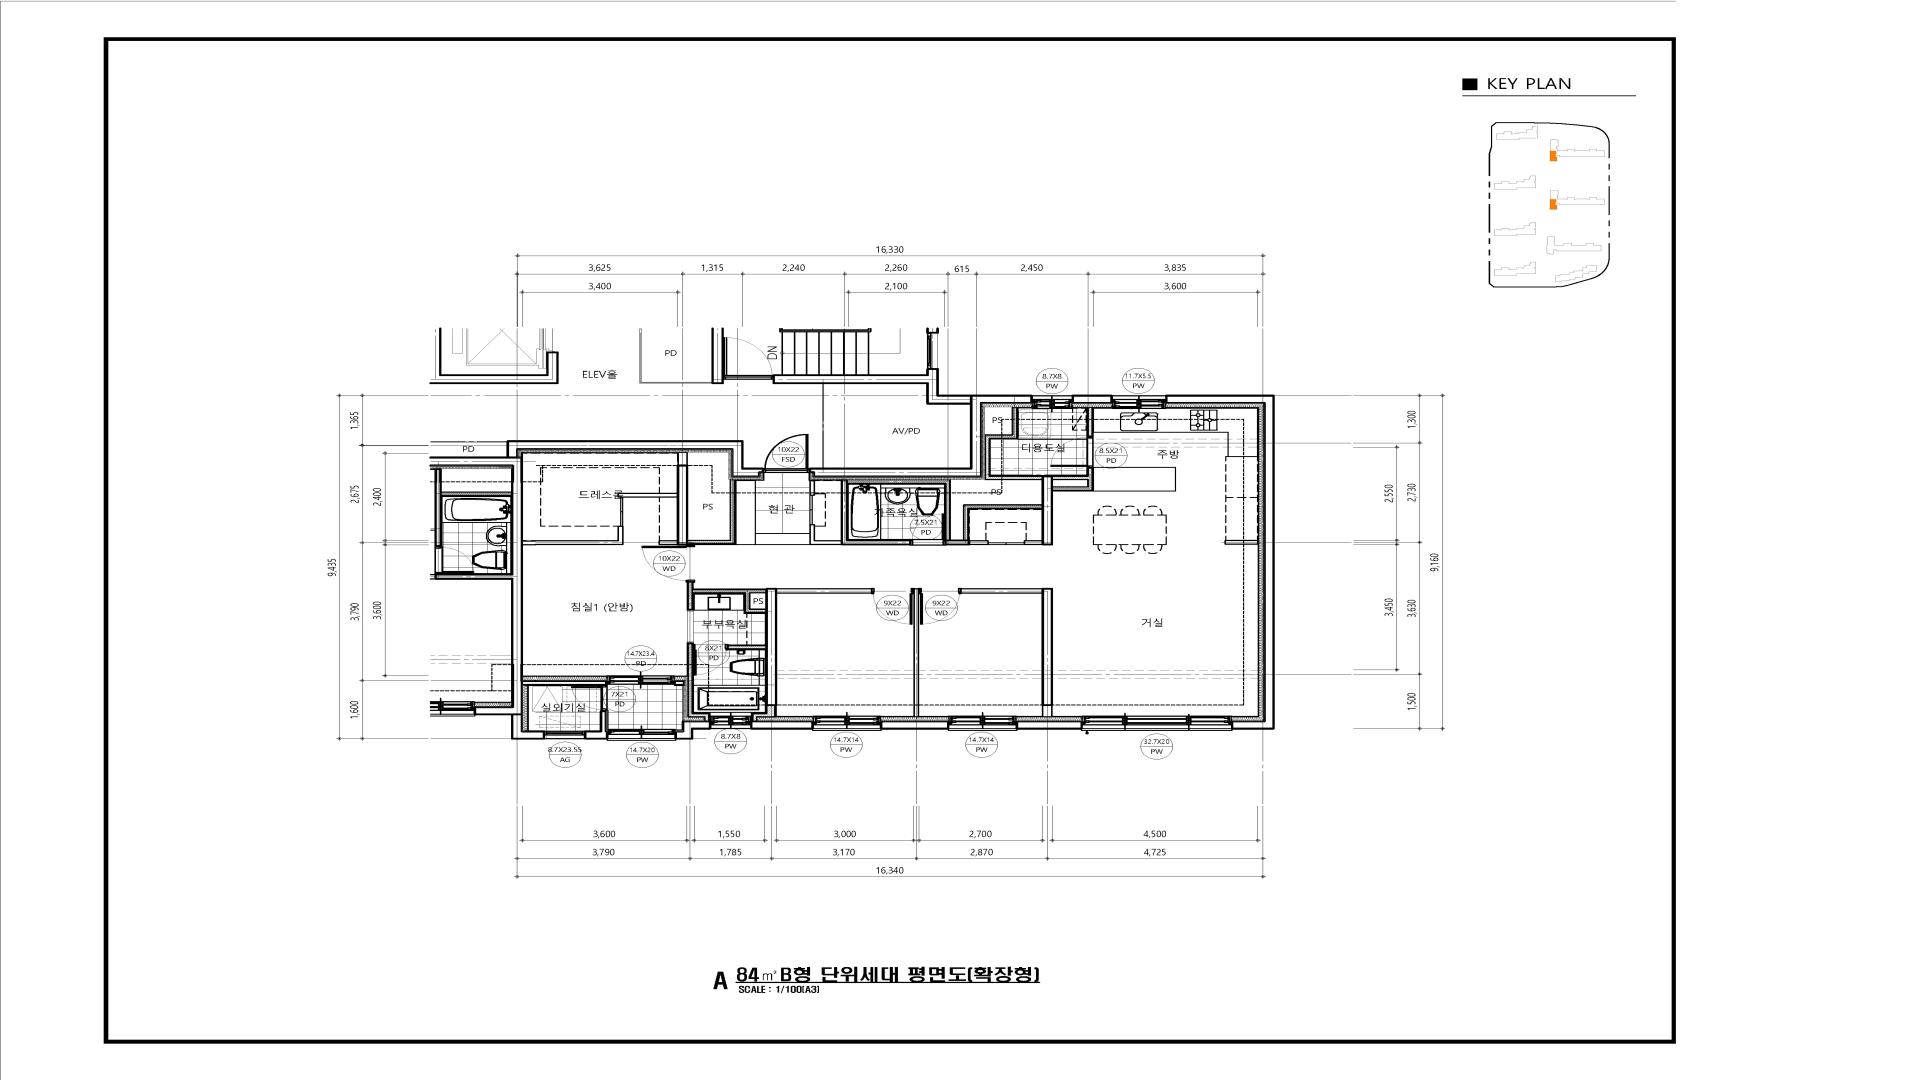 KEY PLAN
16,330
3,625
1,315
2,240
2,260
615
2,450
3,835
3,400
2,100
3,600
PD
DN
ELEV홀
8.7X8
PW
11.7X5.5
PW
1,365
1,300
AV/PD
PS
PD
10X22
FSD
다용도실
8.5X21
PD
주방
2,675
2,400
드레스룸
PS
현 관
가족욕실
7.5X21
PD
PS
2,550
2,730
9,435
10X22
WD
9,160
3,790
3,600
침실1 (안방)
PS
부부욕실
9X22
WD
9X22
WD
거실
3,450
3,630
8X21
PD
14.7X23.4
PD
7X21
PD
실외기실
1,600
1,500
8.7X23.55
AG
14.7X20
PW
8.7X8
PW
14.7X14
PW
14.7X14
PW
32.7X20
PW
3,600
1,550
3,000
2,700
4,500
3,790
1,785
3,170
2,870
4,725
16,340
A 84㎡ B형 단위세대 평면도(확장형)
SCALE : 1/100(A3)